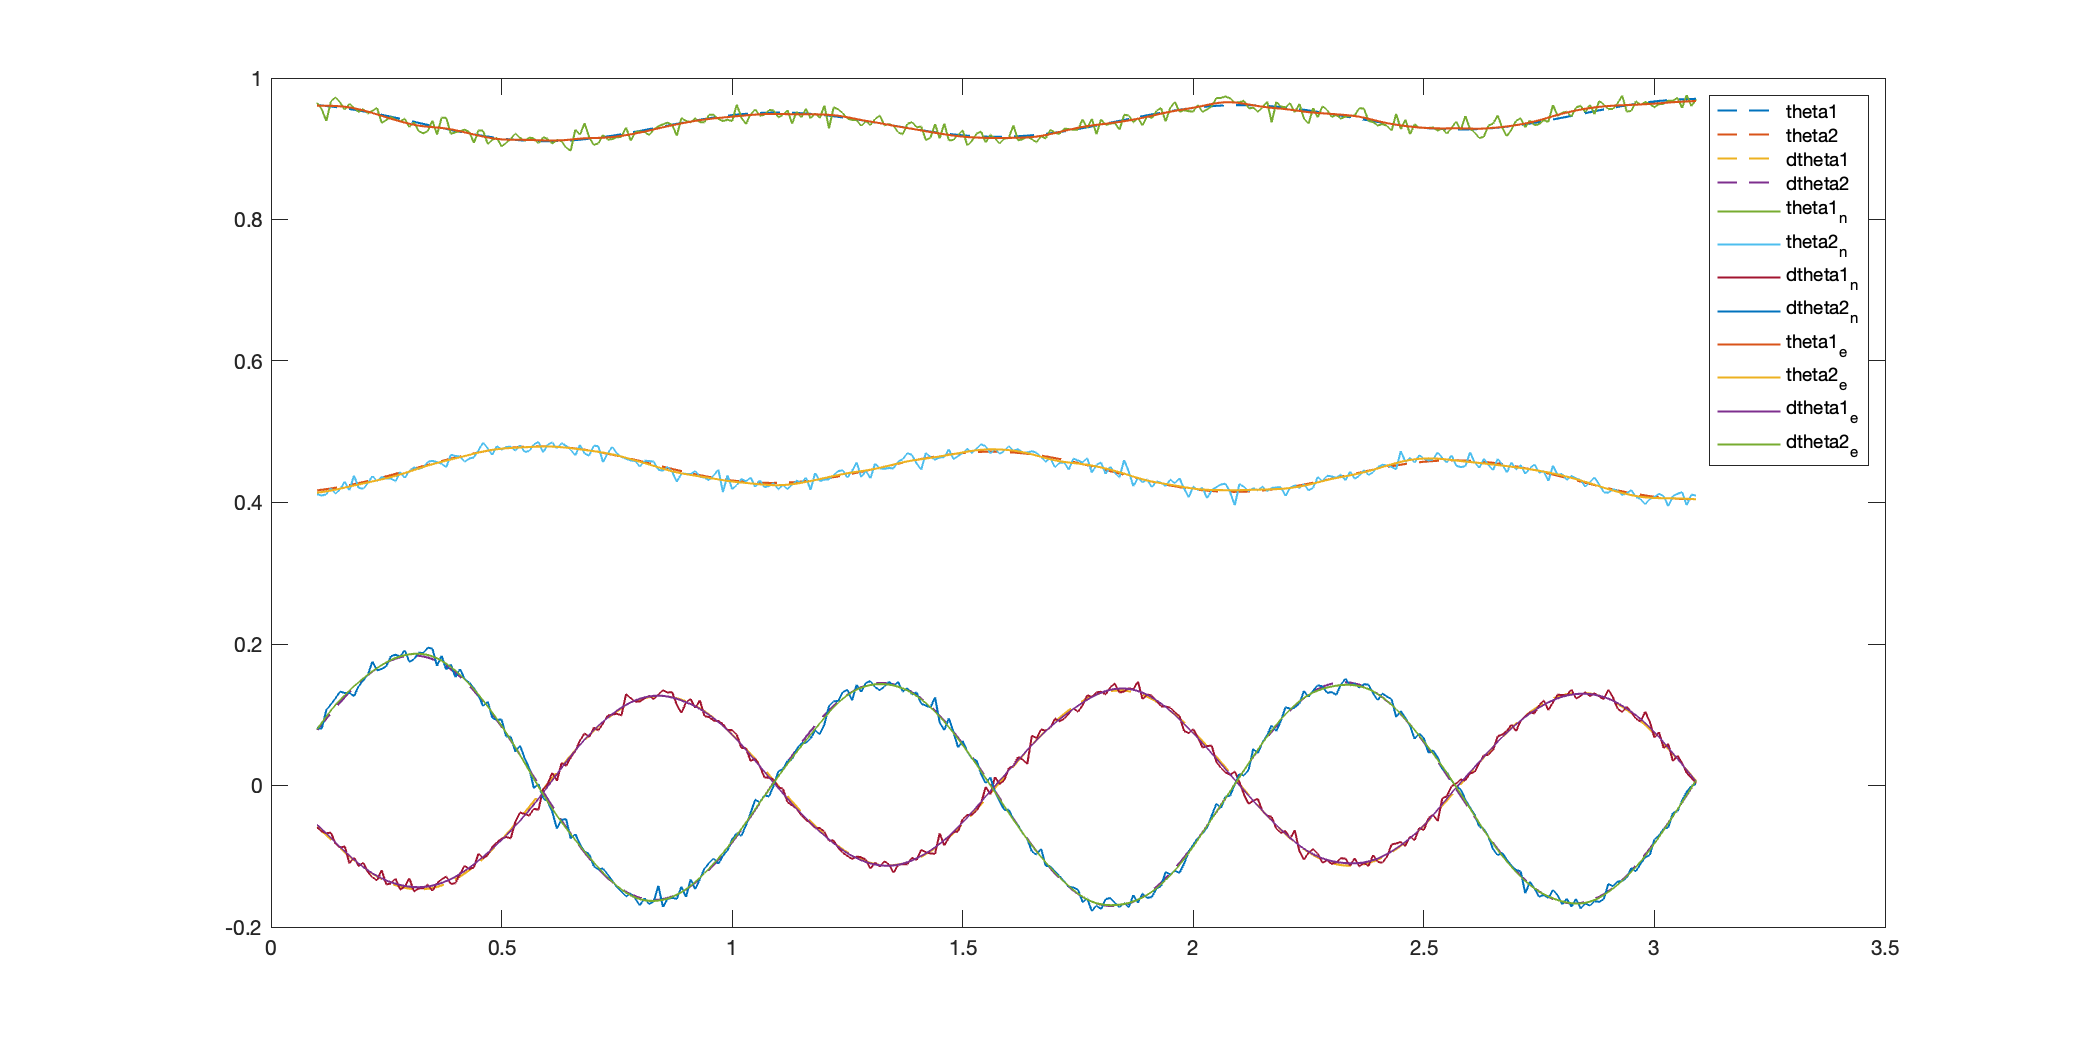 1
0.8
0.6
0.4
0.2
0
-0.2
0 0.5 1 1.5 2 2.5 3 3.5
theta1
theta2
dtheta1
dtheta2
theta1n
theta2n
dtheta1n
dtheta2n
theta1e
theta2e
dtheta1e
dtheta2e